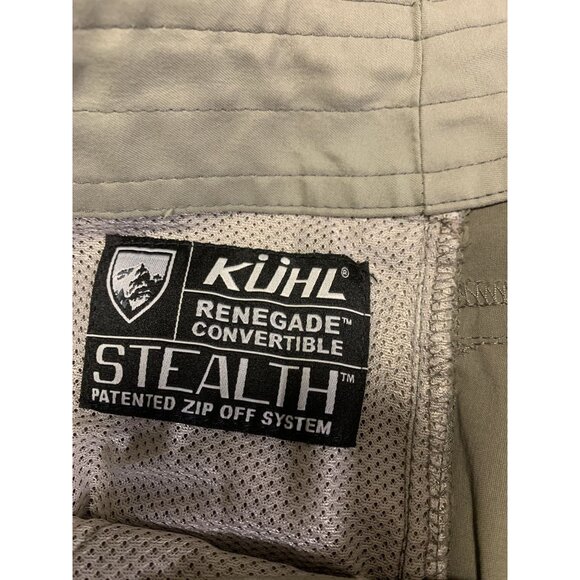 KÜHL®
RENEGADE™
CONVERTIBLE
STEALTH™
PATENTED ZIP OFF SYSTEM